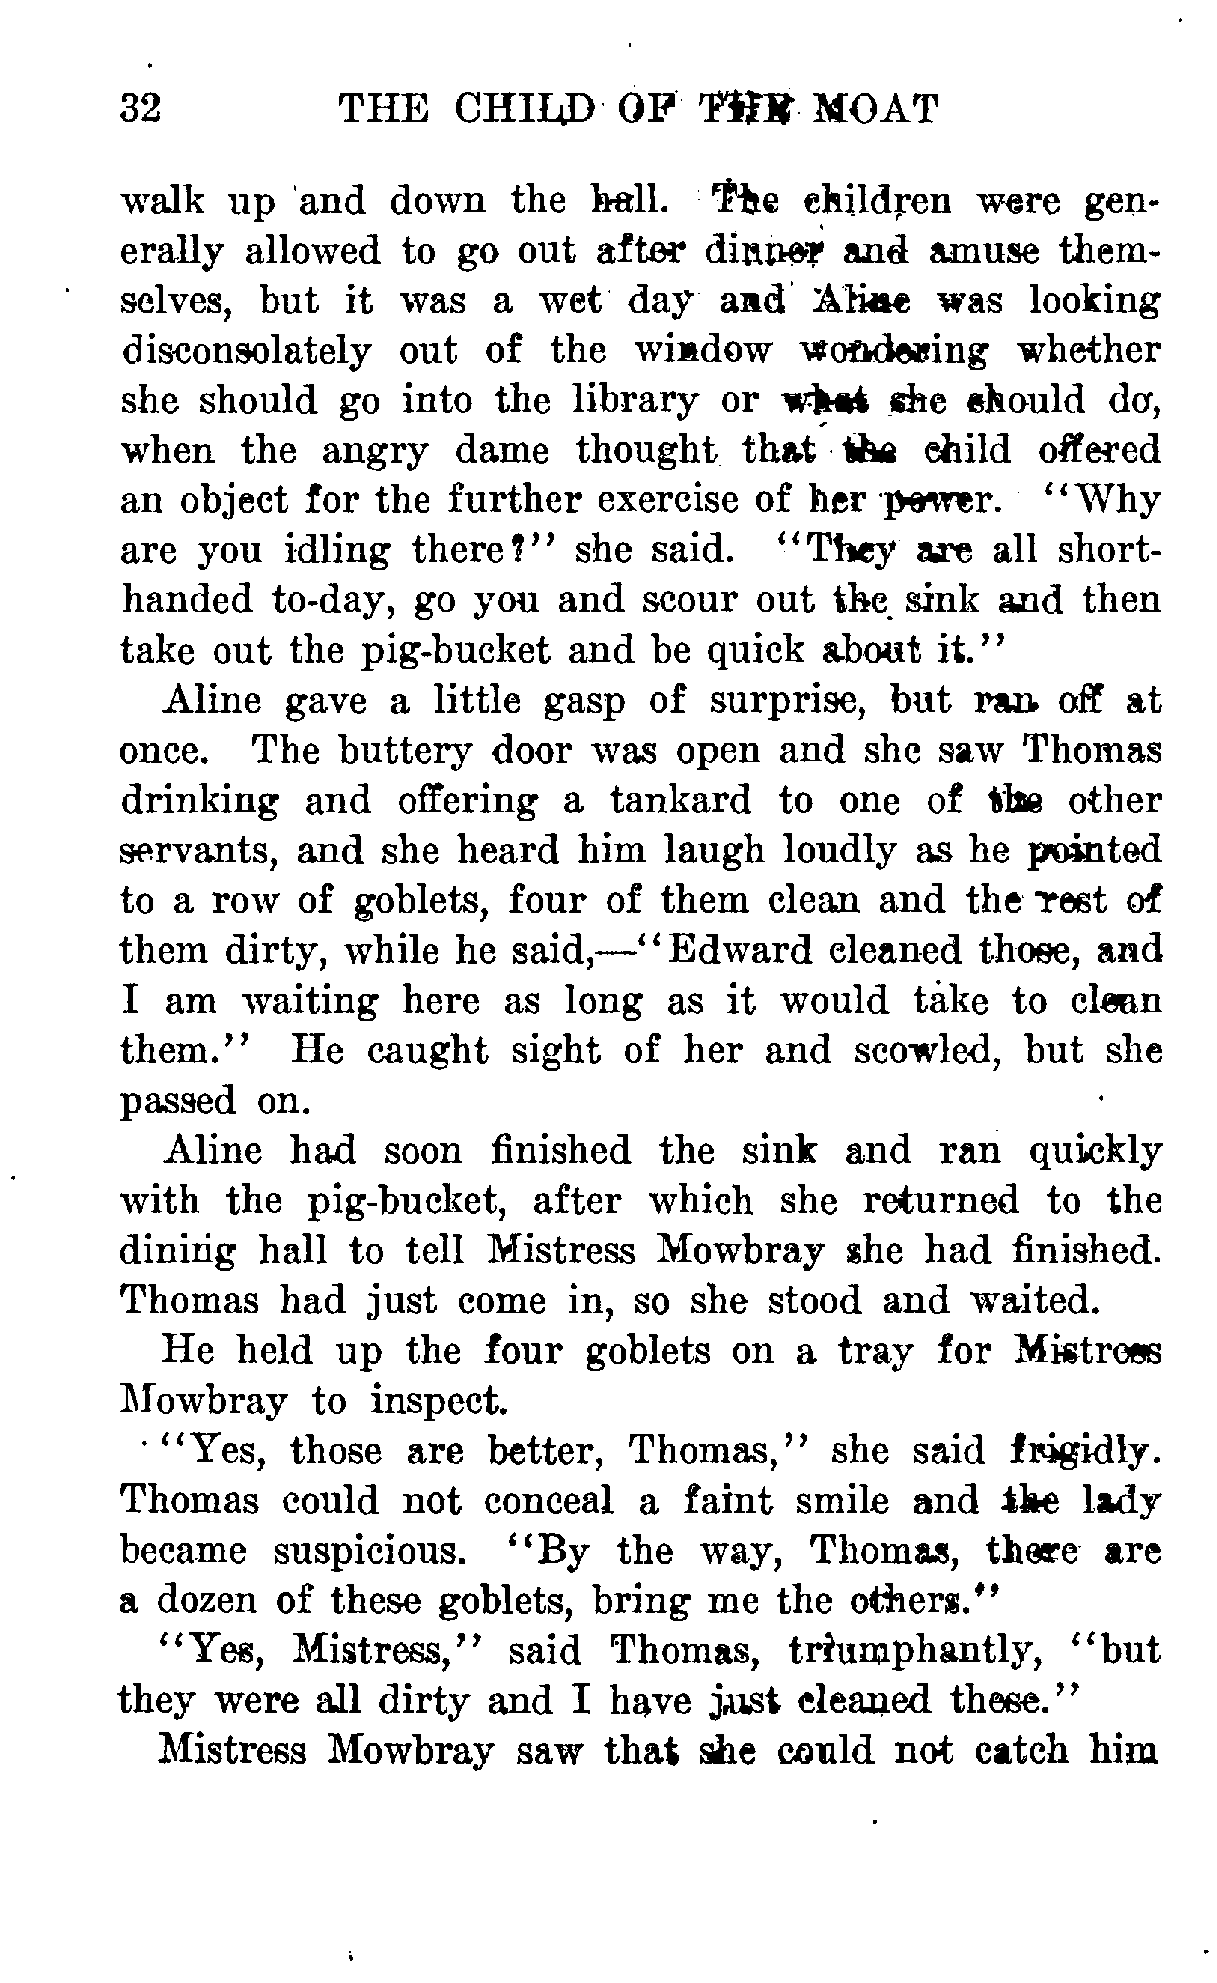 32 THE CHILD OF THE MOAT
walk up and down the hall. The children were gen-
erally allowed to go out after dinner and amuse them-
selves, but it was a wet day and Aline was looking
disconsolately out of the window wondering whether
she should go into the library or what she should do,
when the angry dame thought that the child offered
an object for the further exercise of her power. "Why
are you idling there?" she said. "They are all short-
handed to-day, go you and scour out the sink and then
take out the pig-bucket and be quick about it."
Aline gave a little gasp of surprise, but ran off at
once. The buttery door was open and she saw Thomas
drinking and offering a tankard to one of the other
servants, and she heard him laugh loudly as he pointed
to a row of goblets, four of them clean and the rest of
them dirty, while he said,—"Edward cleaned those, and
I am waiting here as long as it would take to clean
them." He caught sight of her and scowled, but she
passed on.
Aline had soon finished the sink and ran quickly
with the pig-bucket, after which she returned to the
dining hall to tell Mistress Mowbray she had finished.
Thomas had just come in, so she stood and waited.
He held up the four goblets on a tray for Mistress
Mowbray to inspect.
"Yes, those are better, Thomas," she said frigidly.
Thomas could not conceal a faint smile and the lady
became suspicious. "By the way, Thomas, there are
a dozen of these goblets, bring me the others."
"Yes, Mistress," said Thomas, triumphantly, "but
they were all dirty and I have just cleaned these."
Mistress Mowbray saw that she could not catch him